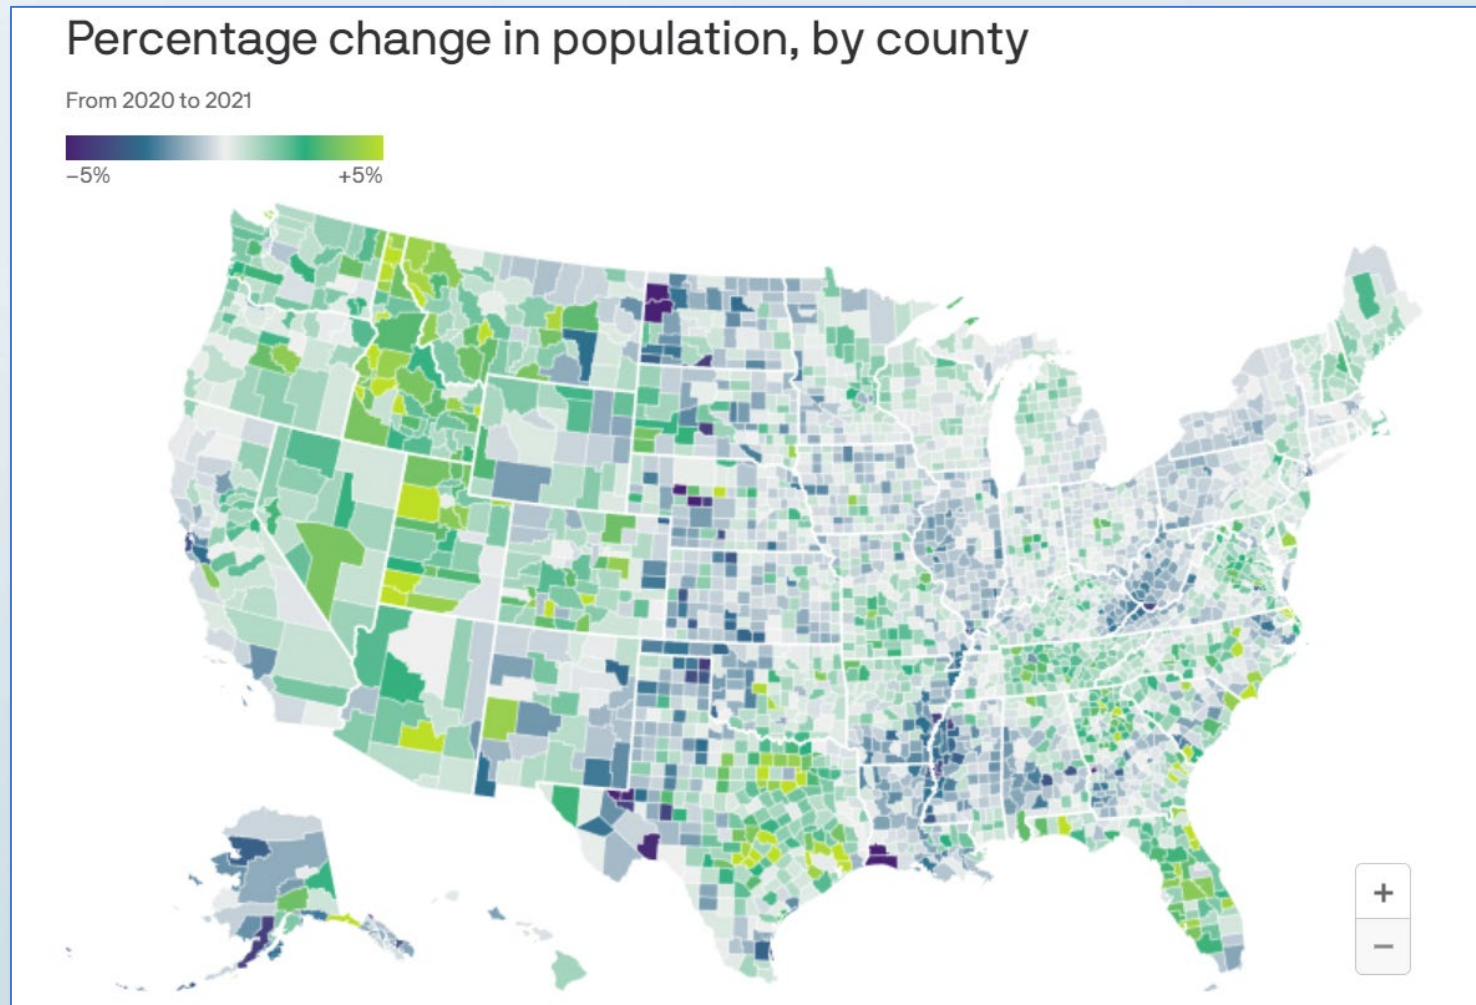 Percentage change in population, by county
From 2020 to 2021
−5% +5%
+
−